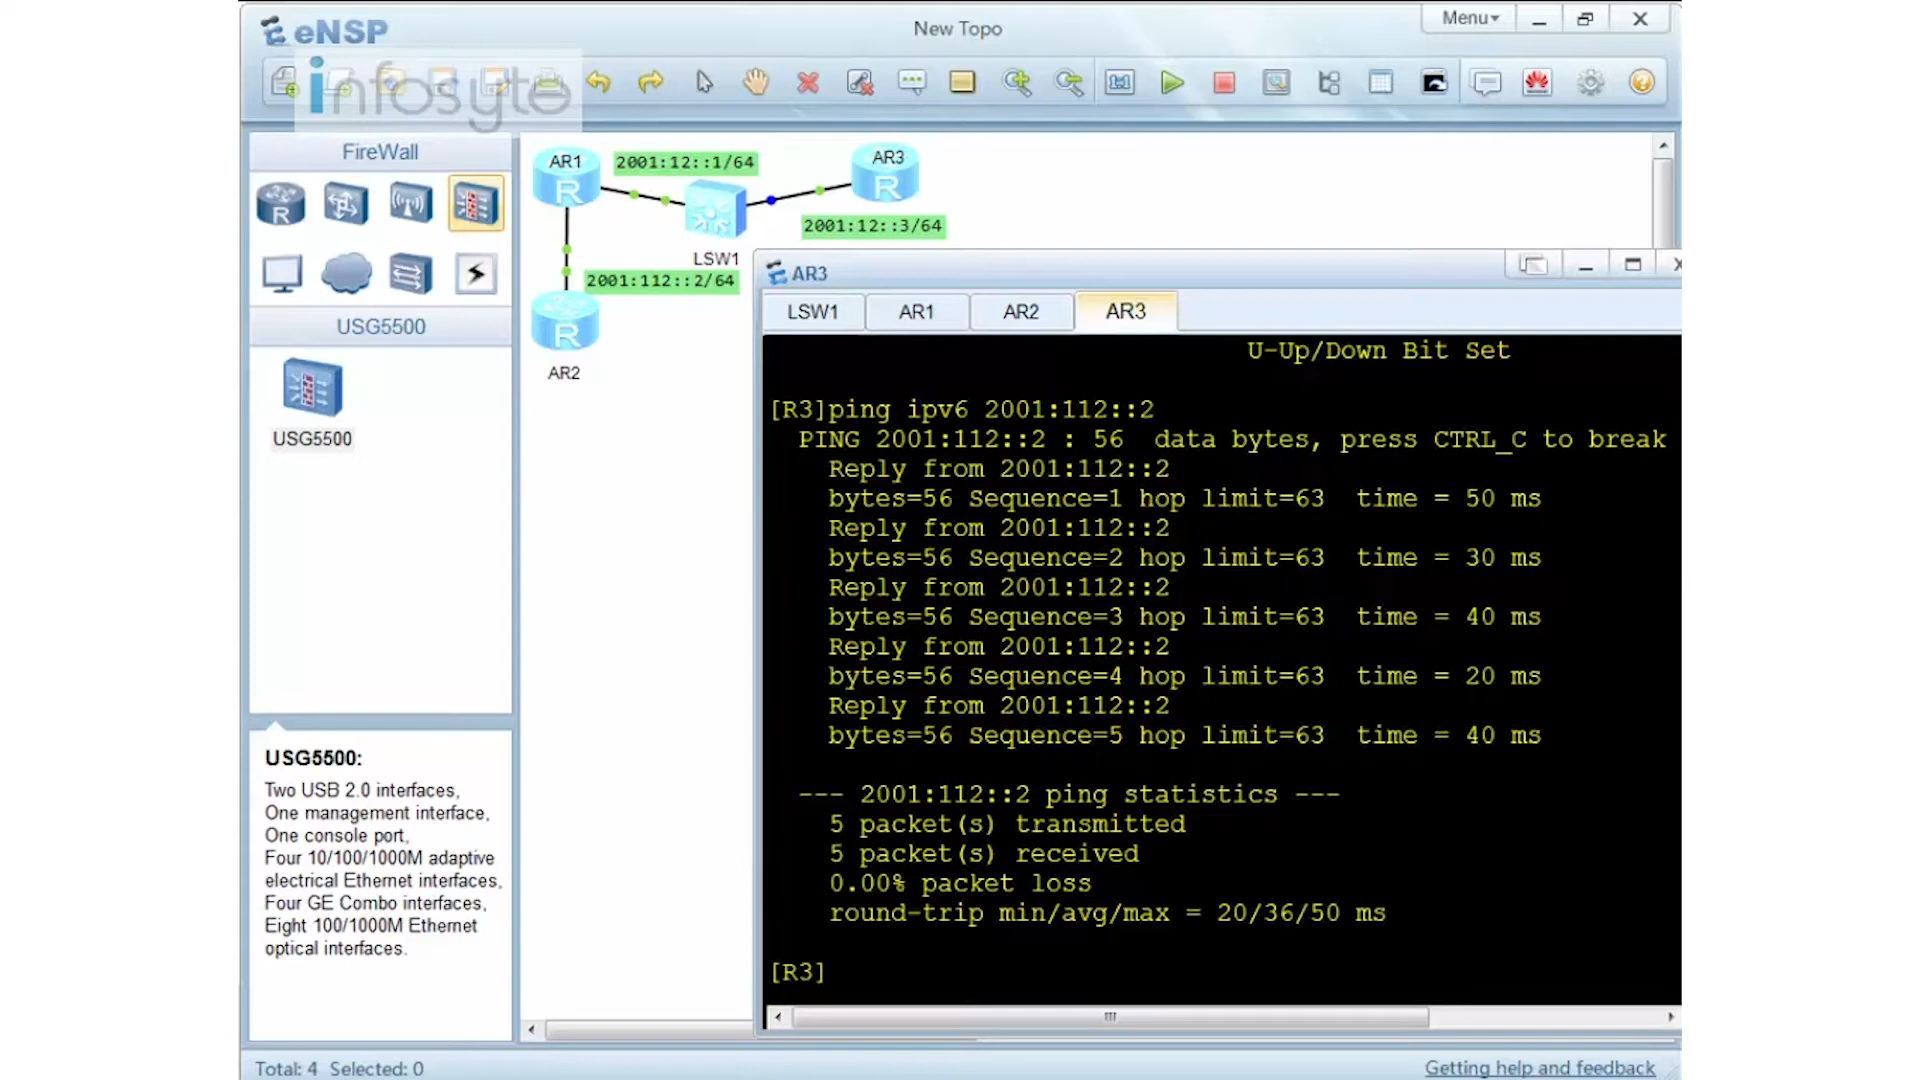 eNSP
New Topo
Menu
infosyte
FireWall
USG5500
USG5500
USG5500:
Two USB 2.0 interfaces,
One management interface,
One console port,
Four 10/100/1000M adaptive
electrical Ethernet interfaces,
Four GE Combo interfaces,
Eight 100/1000M Ethernet
optical interfaces.
AR1
2001:12::1/64
AR3
2001:12::3/64
LSW1
2001:112::2/64
AR2
AR3
LSW1
AR1
AR2
AR3
U-Up/Down Bit Set
[R3]ping ipv6 2001:112::2
PING 2001:112::2 : 56  data bytes, press CTRL_C to break
Reply from 2001:112::2
bytes=56 Sequence=1 hop limit=63  time = 50 ms
Reply from 2001:112::2
bytes=56 Sequence=2 hop limit=63  time = 30 ms
Reply from 2001:112::2
bytes=56 Sequence=3 hop limit=63  time = 40 ms
Reply from 2001:112::2
bytes=56 Sequence=4 hop limit=63  time = 20 ms
Reply from 2001:112::2
bytes=56 Sequence=5 hop limit=63  time = 40 ms
--- 2001:112::2 ping statistics ---
5 packet(s) transmitted
5 packet(s) received
0.00% packet loss
round-trip min/avg/max = 20/36/50 ms
[R3]
Total: 4  Selected: 0
Getting help and feedback